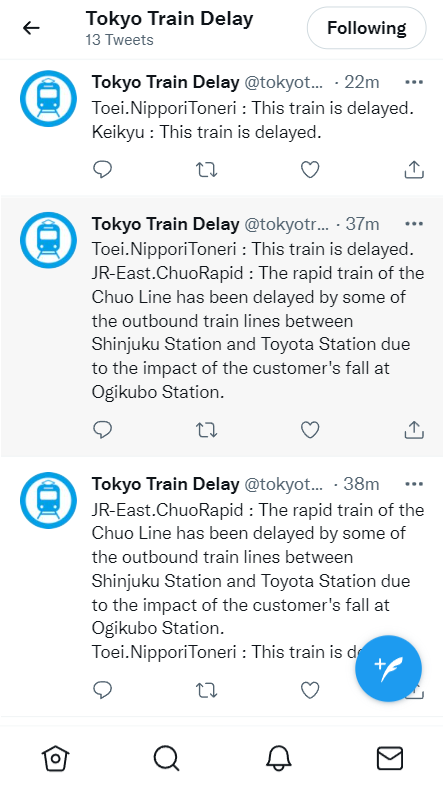 Tokyo Train Delay
13 Tweets
Following
Tokyo Train Delay @tokyot... · 22m
Toei.NipporiToneri : This train is delayed.
Keikyu : This train is delayed.
Tokyo Train Delay @tokyotr... · 37m
Toei.NipporiToneri : This train is delayed.
JR-East.ChuoRapid : The rapid train of the
Chuo Line has been delayed by some of
the outbound train lines between
Shinjuku Station and Toyota Station due
to the impact of the customer's fall at
Ogikubo Station.
Tokyo Train Delay @tokyot... · 38m
JR-East.ChuoRapid : The rapid train of the
Chuo Line has been delayed by some of
the outbound train lines between
Shinjuku Station and Toyota Station due
to the impact of the customer's fall at
Ogikubo Station.
Toei.NipporiToneri : This train is